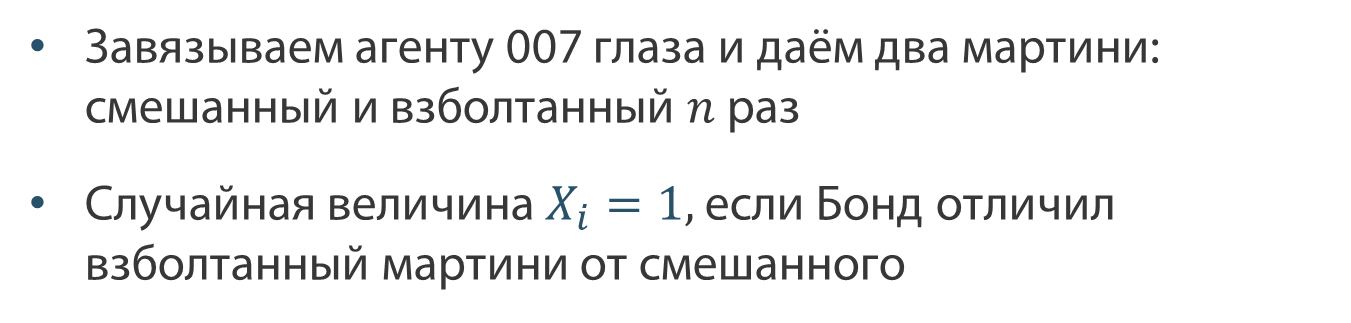 • Завязываем агенту 007 глаза и даём два мартини:
смешанный и взболтанный n раз
• Случайная величина Xᵢ = 1, если Бонд отличил
взболтанный мартини от смешанного